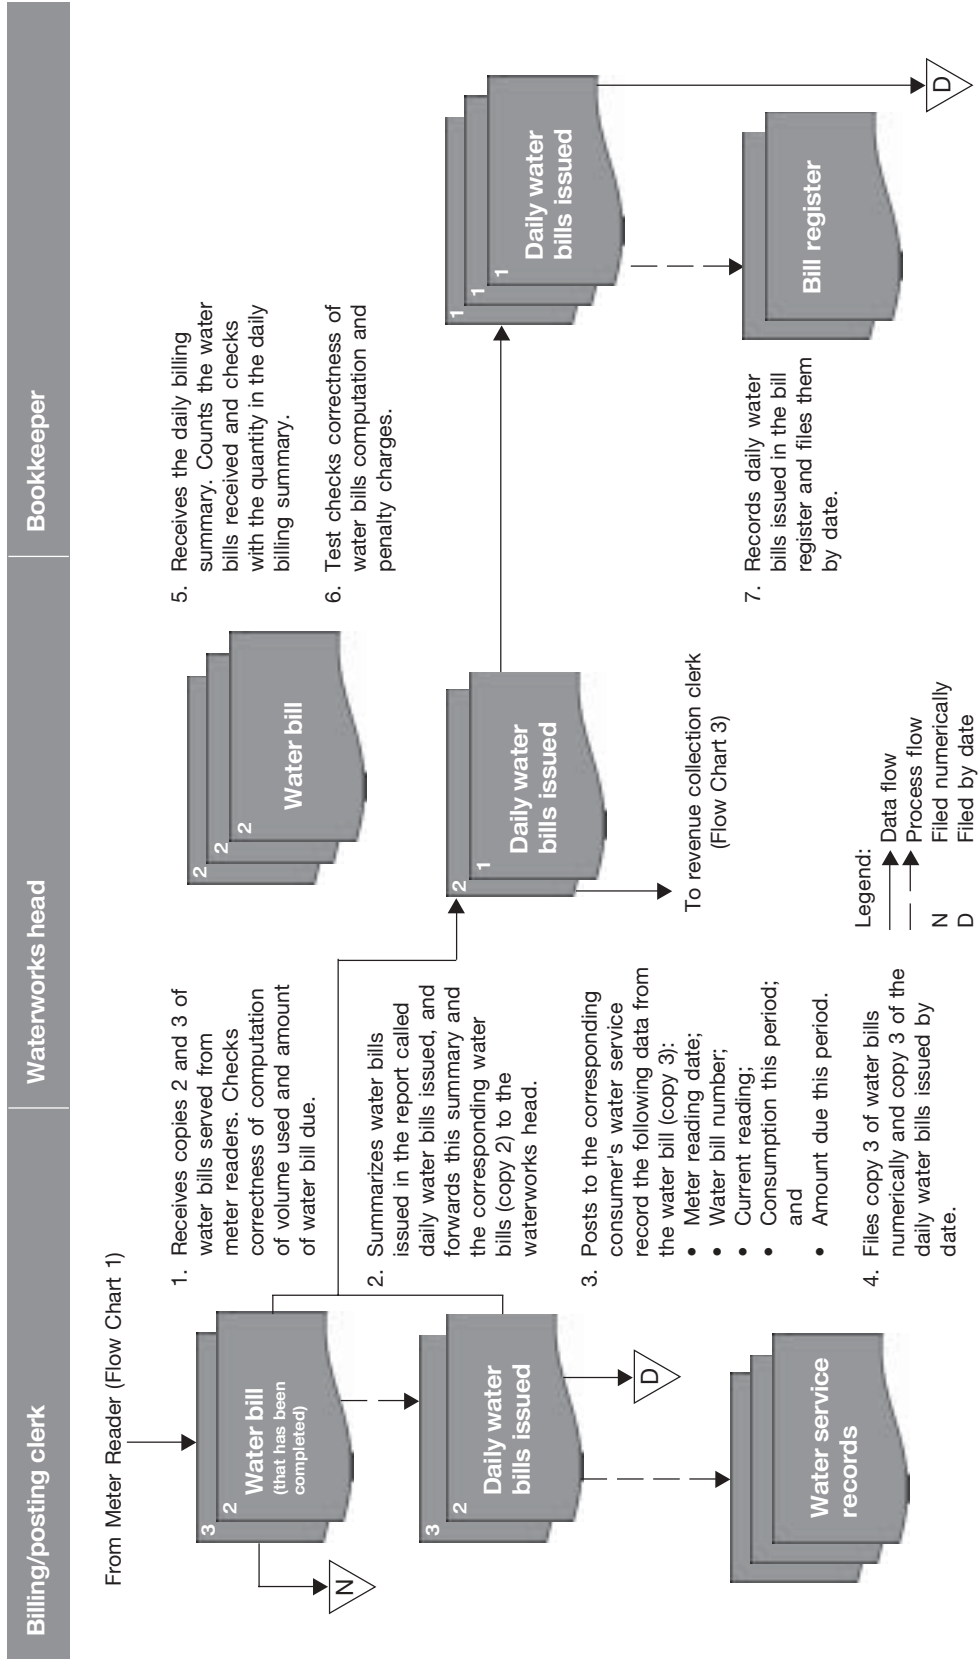 Billing/posting clerk
Waterworks head
Bookkeeper
From Meter Reader (Flow Chart 1)
3
2
Water bill
(that has been
completed)
N
3
2
Daily water
bills issued
D
Water service
records
1. Receives copies 2 and 3 of
water bills served from
meter readers. Checks
correctness of computation
of volume used and amount
of water bill due.
2. Summarizes water bills
issued in the report called
daily water bills issued, and
forwards this summary and
the corresponding water
bills (copy 2) to the
waterworks head.
3. Posts to the corresponding
consumer's water service
record the following data from
the water bill (copy 3):
• Meter reading date;
• Water bill number;
• Current reading;
• Consumption this period;
and
• Amount due this period.
4. Files copy 3 of water bills
numerically and copy 3 of the
daily water bills issued by
date.
2
2
2
Water bill
2
1
Daily water
bills issued
To revenue collection clerk
(Flow Chart 3)
Legend:
Data flow
Process flow
N Filed numerically
D Filed by date
5. Receives the daily billing
summary. Counts the water
bills received and checks
with the quantity in the daily
billing summary.
6. Test checks correctness of
water bills computation and
penalty charges.
7. Records daily water
bills issued in the bill
register and files them
by date.
1
1
1
Daily water
bills issued
Bill register
D